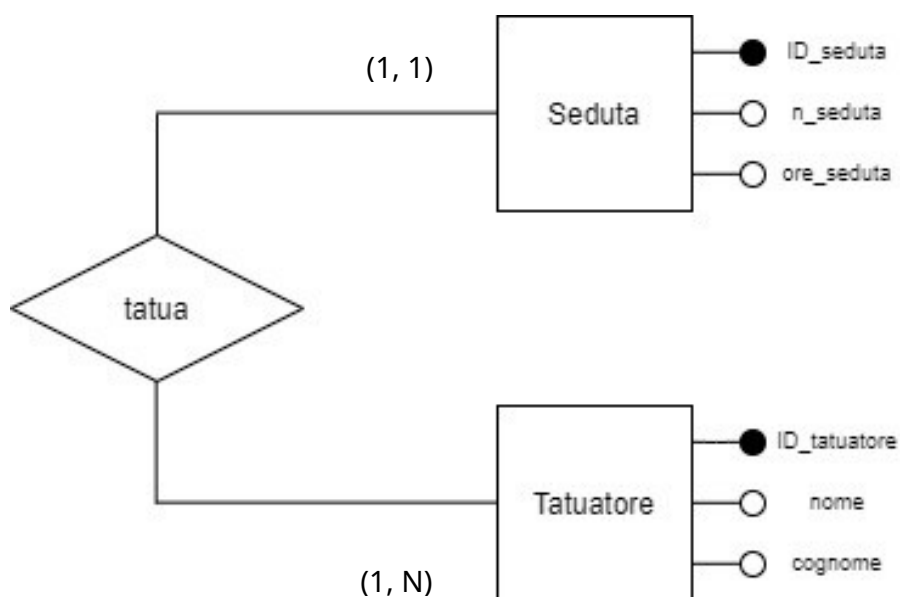 (1, 1)
Seduta
ID_seduta
n_seduta
ore_seduta
tatua
Tatuatore
ID_tatuatore
nome
cognome
(1, N)